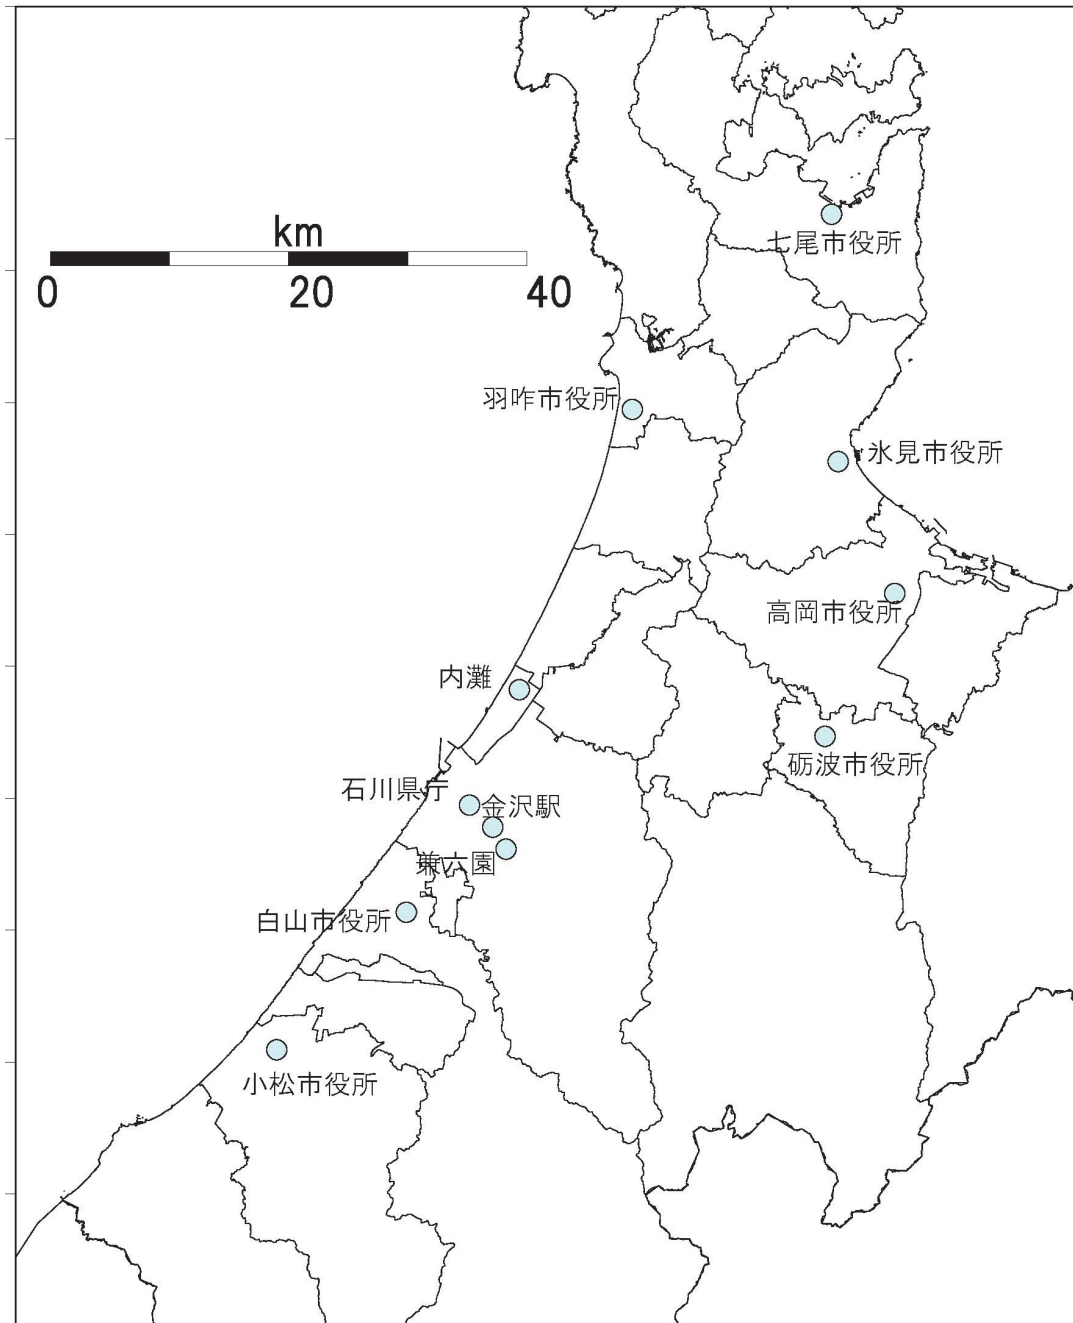 km
0 20 40
七尾市役所
羽咋市役所
氷見市役所
高岡市役所
内灘
砺波市役所
石川県庁
金沢駅
兼六園
白山市役所
小松市役所